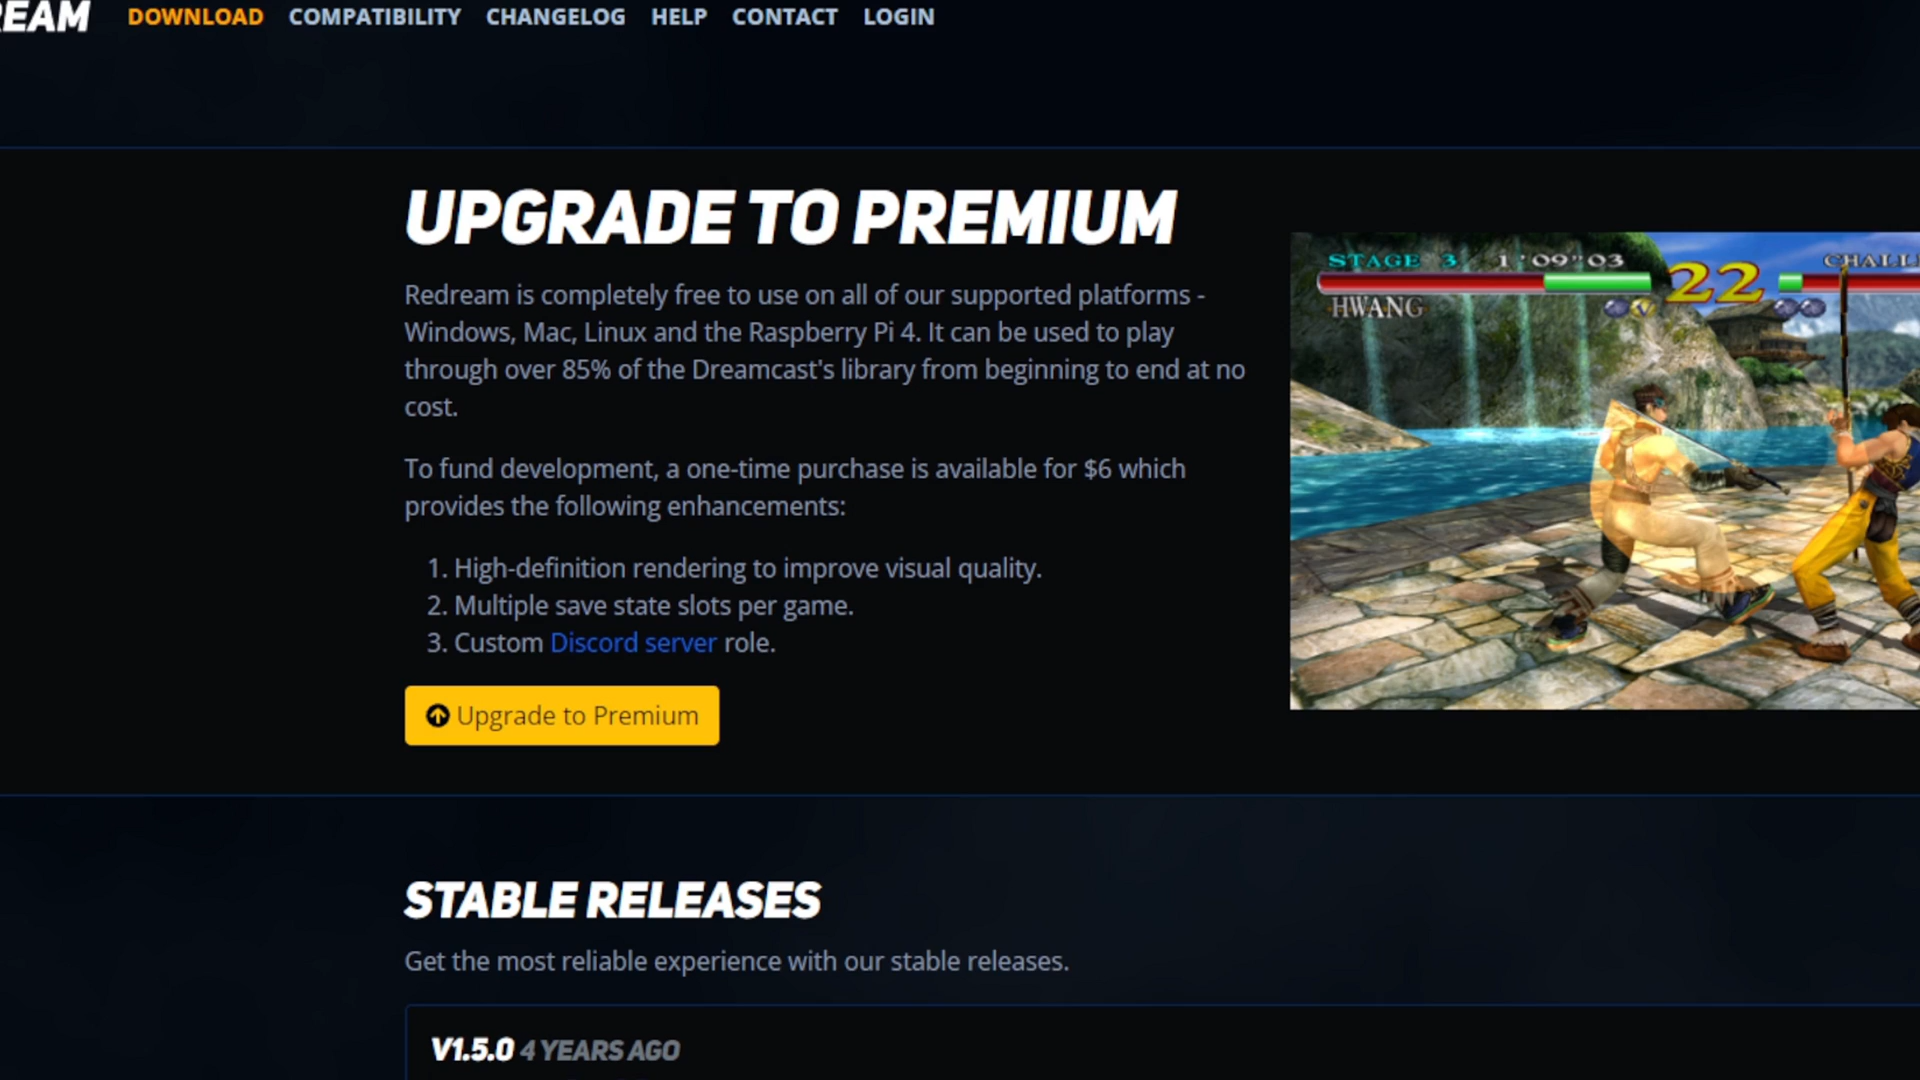 REAM DOWNLOAD COMPATIBILITY CHANGELOG HELP CONTACT LOGIN
UPGRADE TO PREMIUM
Redream is completely free to use on all of our supported platforms -
Windows, Mac, Linux and the Raspberry Pi 4. It can be used to play
through over 85% of the Dreamcast's library from beginning to end at no
cost.
To fund development, a one-time purchase is available for $6 which
provides the following enhancements:
1. High-definition rendering to improve visual quality.
2. Multiple save state slots per game.
3. Custom Discord server role.
Upgrade to Premium
STAGE 3 1'09"03 22 CHALL
HWANG
STABLE RELEASES
Get the most reliable experience with our stable releases.
V1.5.0 4 YEARS AGO